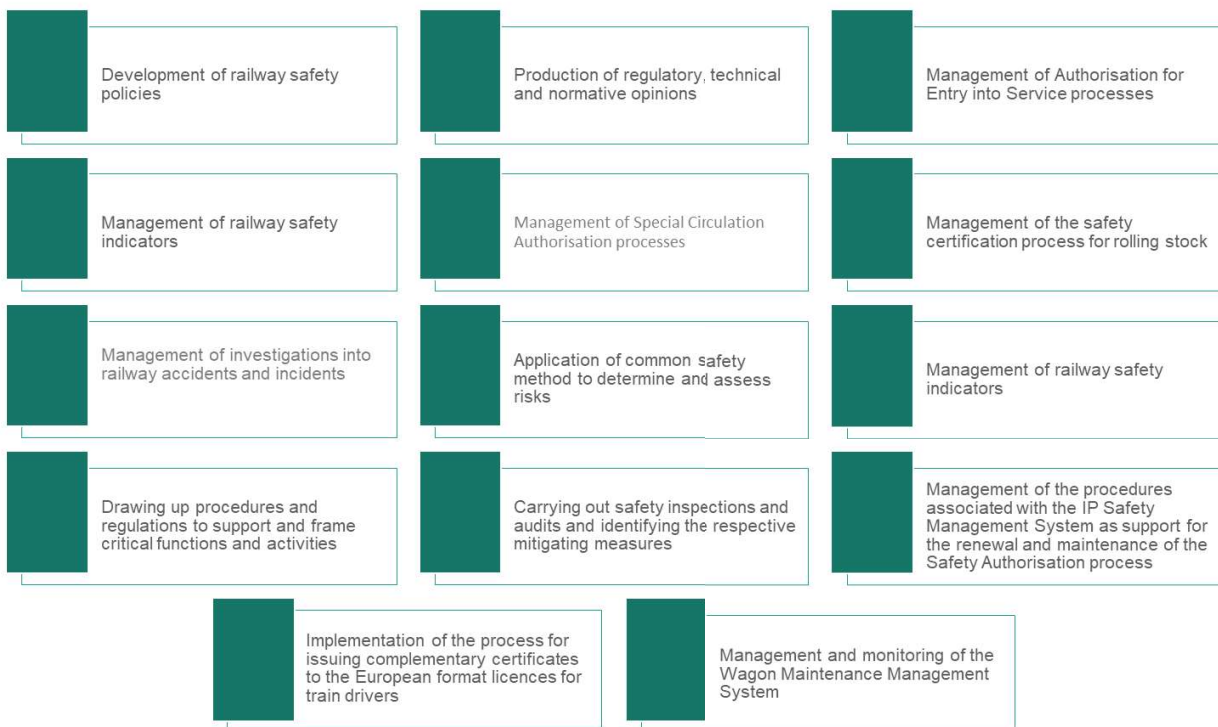 Development of railway safety
policies
Production of regulatory, technical
and normative opinions
Management of Authorisation for
Entry into Service processes
Management of railway safety
indicators
Management of Special Circulation
Authorisation processes
Management of the safety
certification process for rolling stock
Management of investigations into
railway accidents and incidents
Application of common safety
method to determine and assess
risks
Management of railway safety
indicators
Drawing up procedures and
regulations to support and frame
critical functions and activities
Carrying out safety inspections and
audits and identifying the respective
mitigating measures
Management of the procedures
associated with the IP Safety
Management System as support for
the renewal and maintenance of the
Safety Authorisation process
Implementation of the process for
issuing complementary certificates
to the European format licences for
train drivers
Management and monitoring of the
Wagon Maintenance Management
System